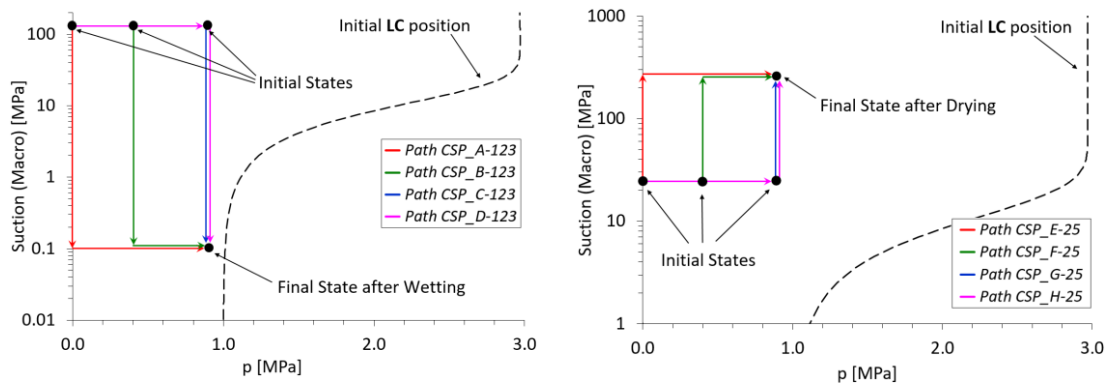 Suction (Macro) [MPa]
100
10
1
0.1
0.01
Initial LC position
Initial States
Path CSP_A-123
Path CSP_B-123
Path CSP_C-123
Path CSP_D-123
Final State after Wetting
0.0
1.0
2.0
3.0
p [MPa]
Suction (Macro) [MPa]
1000
100
10
1
Initial LC position
Final State after Drying
Initial States
Path CSP_E-25
Path CSP_F-25
Path CSP_G-25
Path CSP_H-25
0.0
1.0
2.0
3.0
p [MPa]